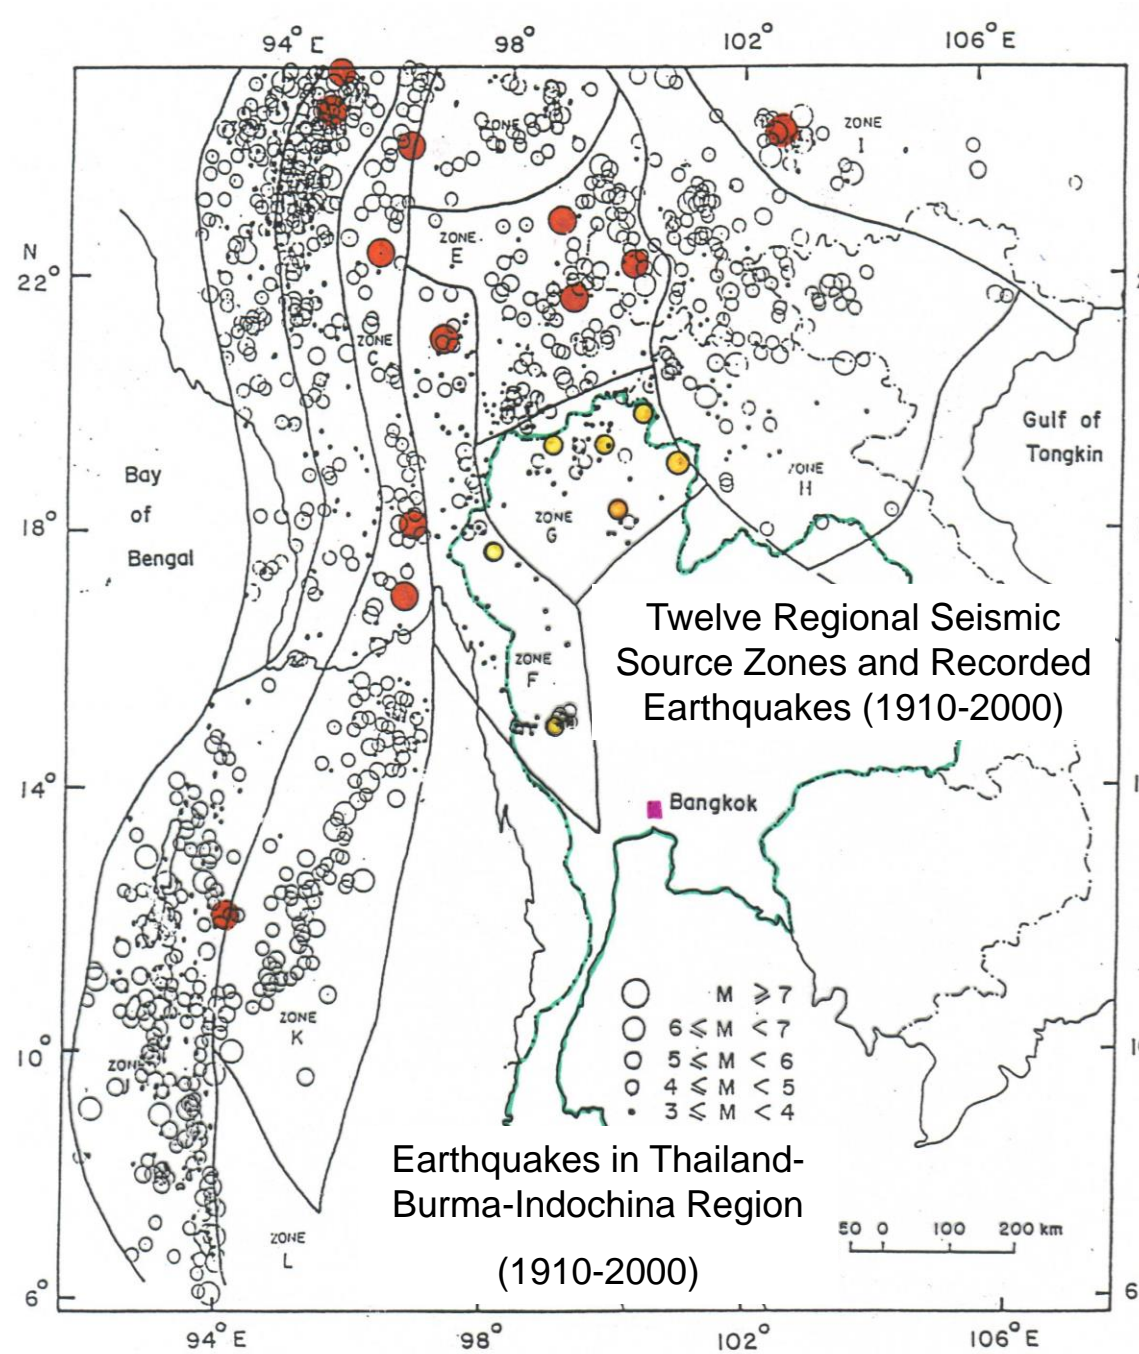 94° E
98°
102°
106° E
ZONE
I
ZONE
D
N
22°
ZONE
E
ZONE
C
Gulf of
Tongkin
Bay
of
Bengal
ZONE
H
ZONE
G
18°
Twelve Regional Seismic
Source Zones and Recorded
Earthquakes (1910-2000)
ZONE
F
14°
Bangkok
M ⩾ 7
6 ⩽ M < 7
5 ⩽ M < 6
4 ⩽ M < 5
3 ⩽ M < 4
ZONE
K
10°
ZONE
J
Earthquakes in Thailand-
Burma-Indochina Region
(1910-2000)
ZONE
L
50 0 100 200 km
6°
94° E
98°
102°
106° E